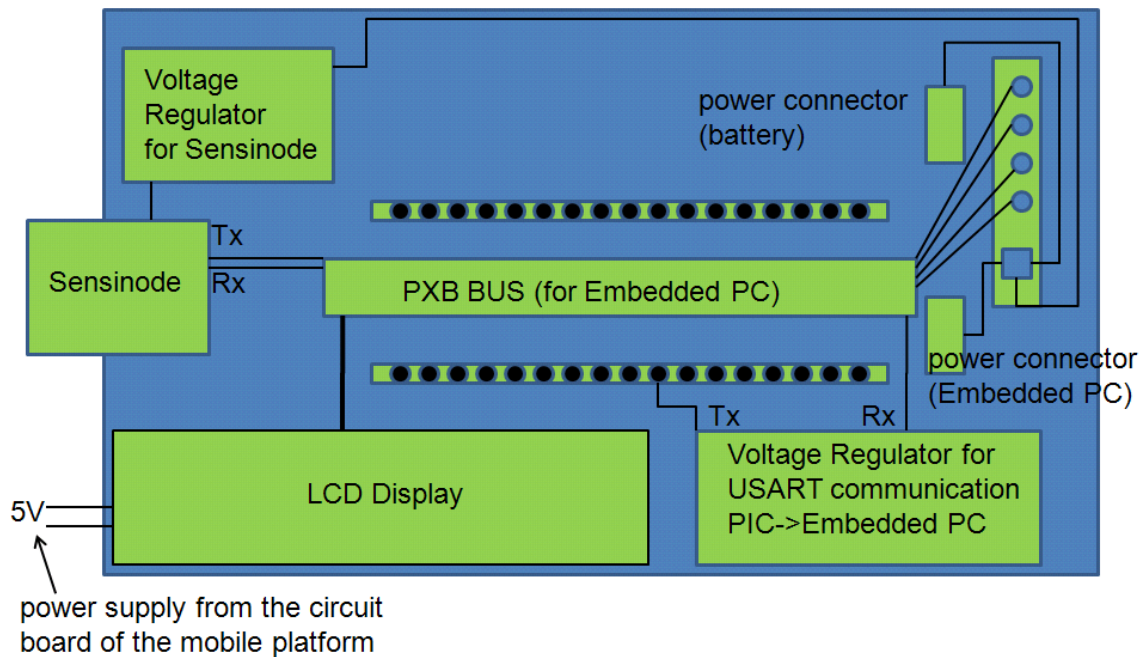 Voltage
Regulator
for Sensinode
power connector
(battery)
Tx
Sensinode
Rx
PXB BUS (for Embedded PC)
power connector
(Embedded PC)
Tx
Rx
LCD Display
Voltage Regulator for
USART communication
PIC->Embedded PC
5V
power supply from the circuit
board of the mobile platform